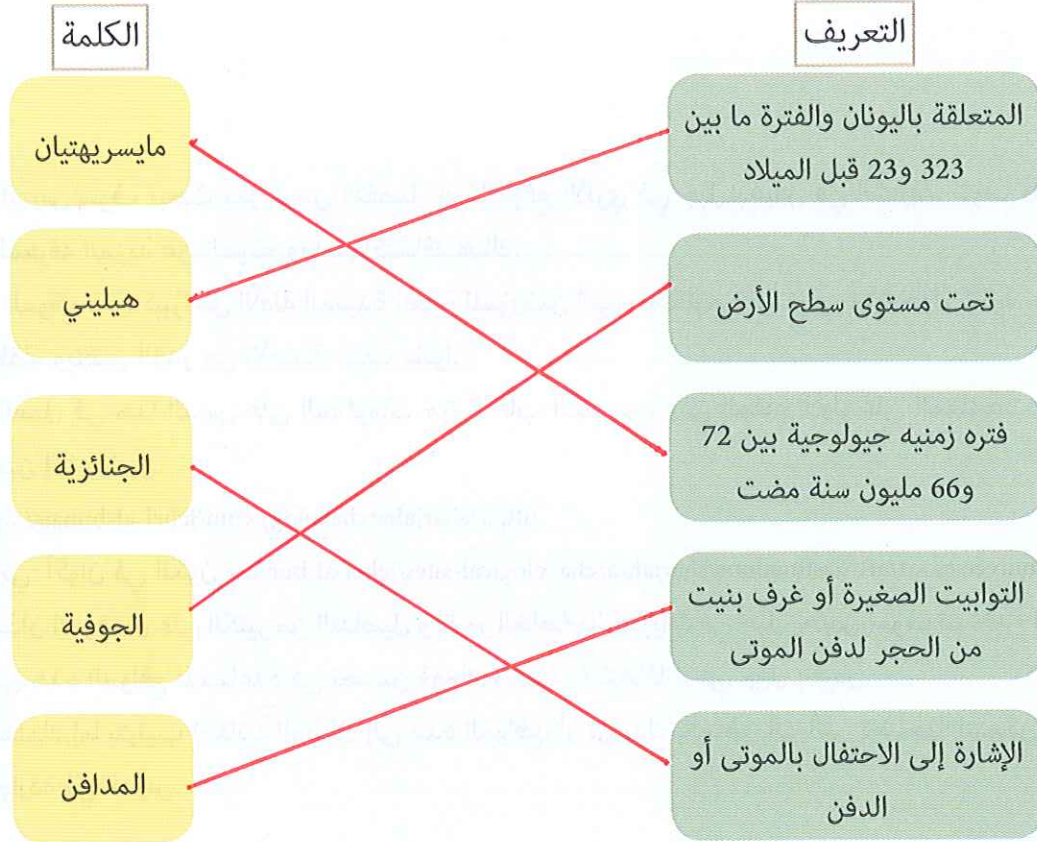 الكلمة
مايسريهتيان
هيليني
الجنائزية
الجوفية
المدافن
التعريف
المتعلقة باليونان والفترة ما بين
323 و23 قبل الميلاد
تحت مستوى سطح الأرض
فتره زمنيه جيولوجية بين 72
و66 مليون سنة مضت
التوابيت الصغيرة أو غرف بنيت
من الحجر لدفن الموتى
الإشارة إلى الاحتفال بالموتى أو
الدفن